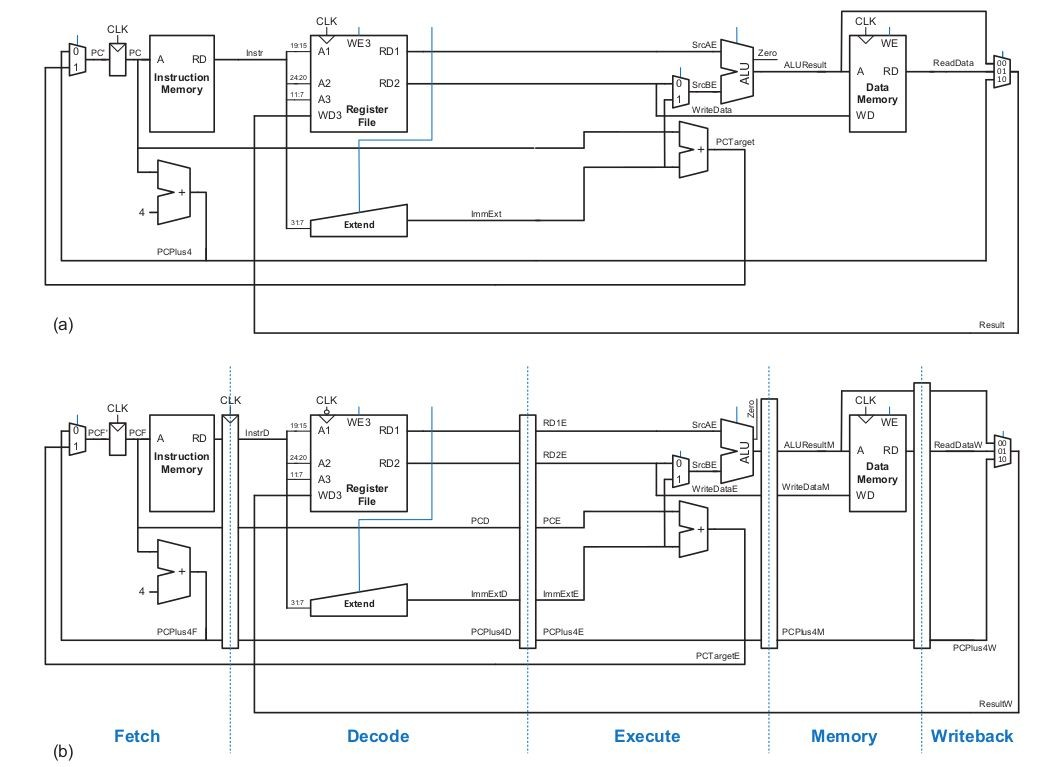 CLK
CLK
CLK
0
1
PC'
PC
A
RD
Instruction
Memory
Instr
19:15
24:20
11:7
31:7
A1
A2
A3
WD3
WE3
RD1
RD2
Register
File
Extend
ImmExt
4
+
PCPlus4
SrcAE
0
1
SrcBE
WriteData
ALU
Zero
ALUResult
+
PCTarget
A
RD
WE
Data
Memory
WD
ReadData
00
01
10
Result
(a)
CLK
CLK
CLK
CLK
0
1
PCF'
PCF
A
RD
Instruction
Memory
InstrD
19:15
24:20
11:7
31:7
A1
A2
A3
WD3
WE3
RD1
RD2
Register
File
Extend
ImmExtD
4
+
PCPlus4F
PCD
PCPlus4D
RD1E
RD2E
PCE
ImmExtE
PCPlus4E
SrcAE
0
1
SrcBE
WriteDataE
ALU
Zero
+
PCTargetE
ALUResultM
WriteDataM
PCPlus4M
A
RD
WE
Data
Memory
WD
ReadDataW
00
01
10
PCPlus4W
ResultW
Fetch
Decode
Execute
Memory
Writeback
(b)